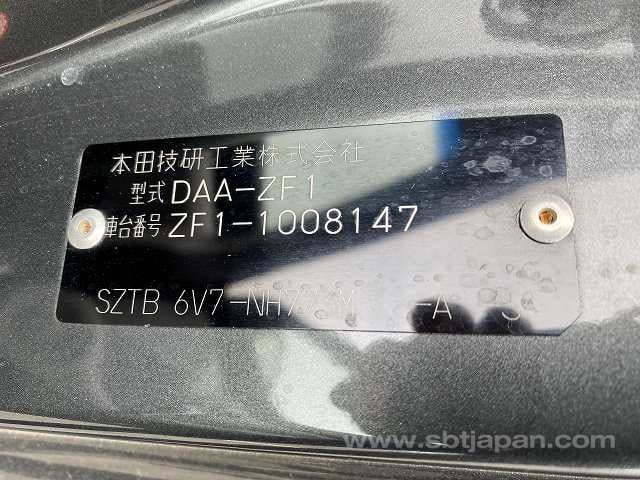 本田技研工業株式会社
型式 DAA-ZF1
車台番号 ZF1-1008147
SZTB 6V7-NH77 M -A S
www.sbtjapan.com